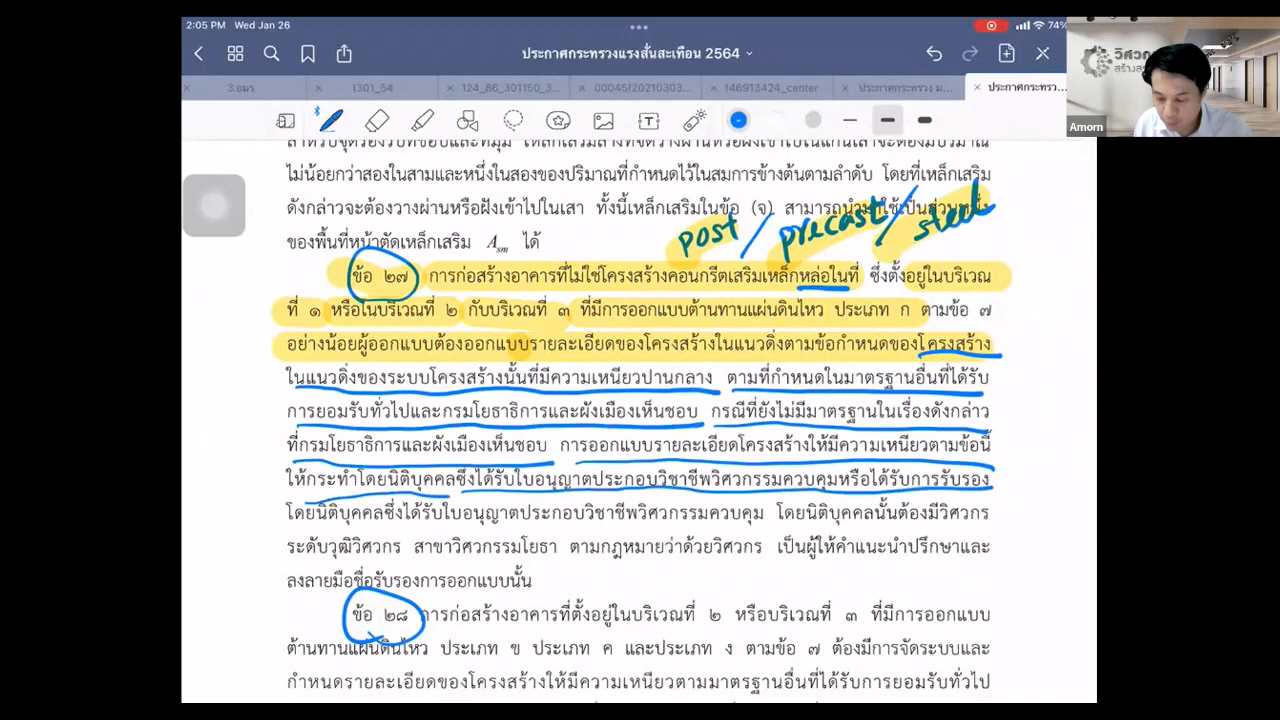 2:05 PM Wed Jan 26
74%
ประกาศกระทรวงแรงสั่นสะเทือน 2564
3.อมร
1301_54
124_86_301150_3...
00045f20210303...
146913424_center
ประกาศกระทรวง ม...
ประกาศกระทรว...
Amorn
ไม่น้อยกว่าสองในสามและหนึ่งในสองของปริมาณที่กำหนดไว้ในสมการข้างต้นตามลำดับ โดยที่เหล็กเสริม
ดังกล่าวจะต้องวางผ่านหรือฝังเข้าไปในเสา ทั้งนี้เหล็กเสริมในข้อ (จ) สามารถนำมาใช้เป็นส่วนหนึ่ง
ของพื้นที่หน้าตัดเหล็กเสริม Asm ได้
post / precast / steel
ข้อ ๒๗ การก่อสร้างอาคารที่ไม่ใช่โครงสร้างคอนกรีตเสริมเหล็กหล่อในที่ ซึ่งตั้งอยู่ในบริเวณ
ที่ ๑ หรือในบริเวณที่ ๒ กับบริเวณที่ ๓ ที่มีการออกแบบต้านทานแผ่นดินไหว ประเภท ก ตามข้อ ๗
อย่างน้อยผู้ออกแบบต้องออกแบบรายละเอียดของโครงสร้างในแนวดิ่งตามข้อกำหนดของโครงสร้าง
ในแนวดิ่งของระบบโครงสร้างนั้นที่มีความเหนียวปานกลาง ตามที่กำหนดในมาตรฐานอื่นที่ได้รับ
การยอมรับทั่วไปและกรมโยธาธิการและผังเมืองเห็นชอบ กรณีที่ยังไม่มีมาตรฐานในเรื่องดังกล่าว
ที่กรมโยธาธิการและผังเมืองเห็นชอบ การออกแบบรายละเอียดโครงสร้างให้มีความเหนียวตามข้อนี้
ให้กระทำโดยนิติบุคคลซึ่งได้รับใบอนุญาตประกอบวิชาชีพวิศวกรรมควบคุมหรือได้รับการรับรอง
โดยนิติบุคคลซึ่งได้รับใบอนุญาตประกอบวิชาชีพวิศวกรรมควบคุม โดยนิติบุคคลนั้นต้องมีวิศวกร
ระดับวุฒิวิศวกร สาขาวิศวกรรมโยธา ตามกฎหมายว่าด้วยวิศวกร เป็นผู้ให้คำแนะนำปรึกษาและ
ลงลายมือชื่อรับรองการออกแบบนั้น
ข้อ ๒๘ การก่อสร้างอาคารที่ตั้งอยู่ในบริเวณที่ ๒ หรือบริเวณที่ ๓ ที่มีการออกแบบ
ต้านทานแผ่นดินไหว ประเภท ข ประเภท ค และประเภท ง ตามข้อ ๗ ต้องมีการจัดระบบและ
กำหนดรายละเอียดของโครงสร้างให้มีความเหนียวตามมาตรฐานอื่นที่ได้รับการยอมรับทั่วไป